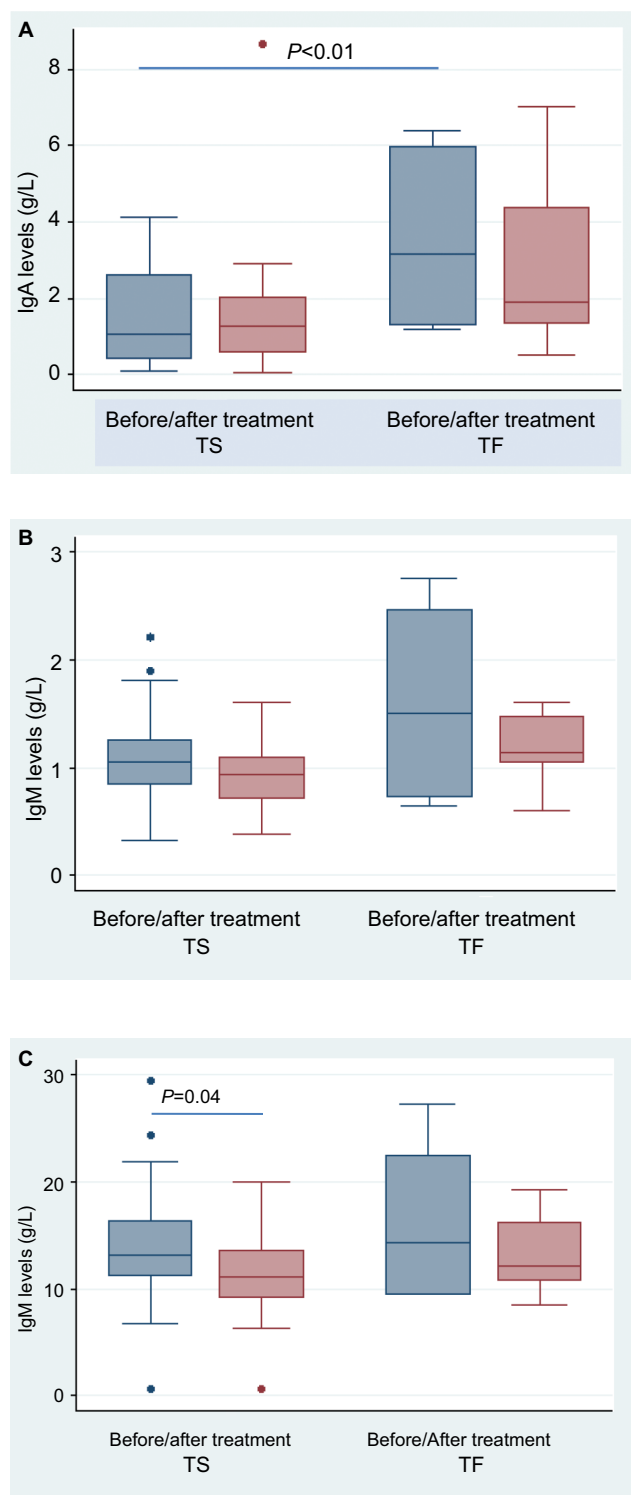 A
P<0.01
IgA levels (g/L)
8
6
4
2
0
Before/after treatment Before/after treatment
TS TF
B
IgM levels (g/L)
3
2
1
0
Before/after treatment Before/after treatment
TS TF
C
P=0.04
IgM levels (g/L)
30
20
10
0
Before/after treatment Before/After treatment
TS TF